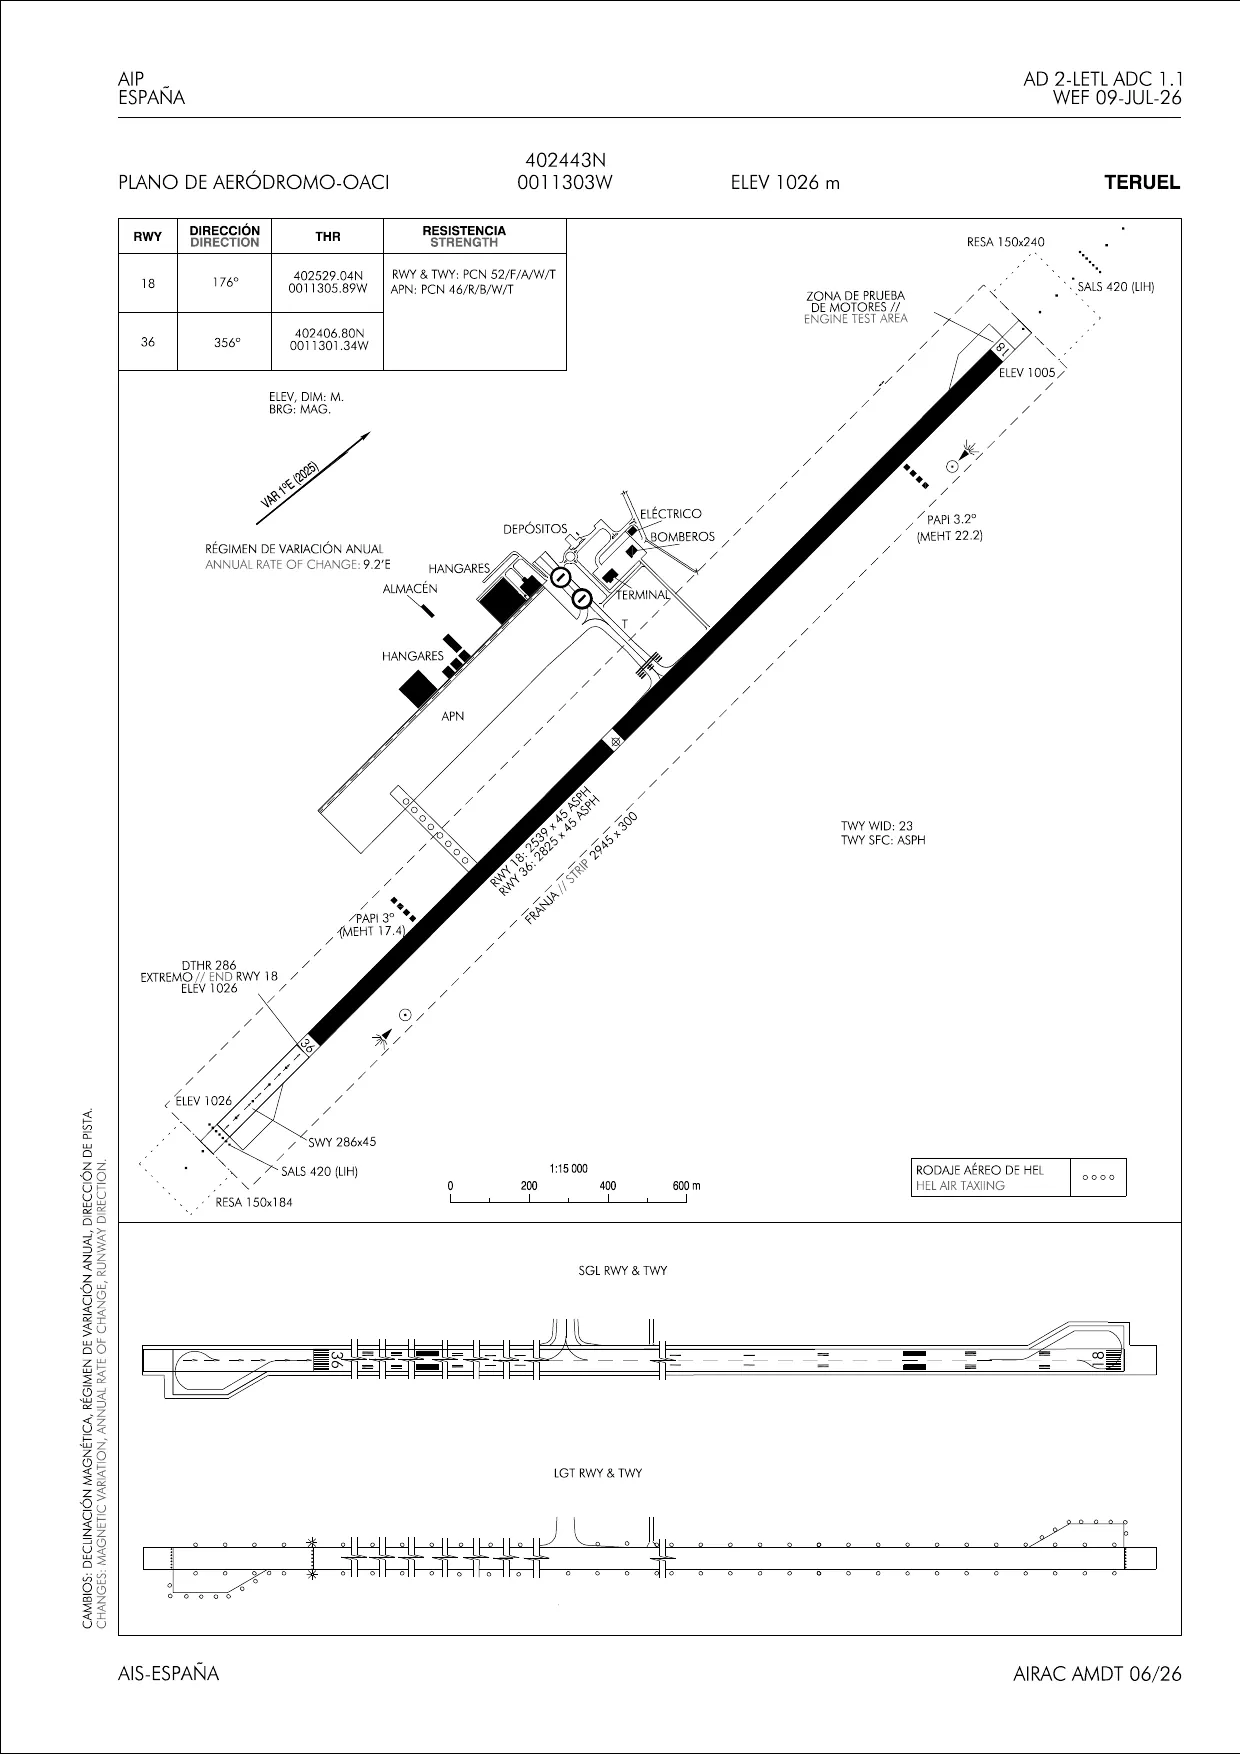 AIP
ESPAÑA
AD 2-LETL ADC 1.1
WEF 09-JUL-26
PLANO DE AERÓDROMO-OACI
402443N
0011303W
ELEV 1026 m
TERUEL
RWY
DIRECCIÓN
DIRECTION
THR
RESISTENCIA
STRENGTH
18
176º
402529.04N
0011305.89W
RWY & TWY: PCN 52/F/A/W/T
APN: PCN 46/R/B/W/T
36
356º
402406.80N
0011301.34W
RESA 150x240
SALS 420 (LIH)
ZONA DE PRUEBA
DE MOTORES //
ENGINE TEST AREA
18
ELEV 1005
ELEV, DIM: M.
BRG: MAG.
VAR 1ºE (2025)
RÉGIMEN DE VARIACIÓN ANUAL
ANNUAL RATE OF CHANGE: 9.2'E
PAPI 3.2º
(MEHT 22.2)
ELÉCTRICO
DEPÓSITOS
BOMBEROS
HANGARES
TERMINAL
ALMACÉN
T
HANGARES
APN
RWY 18: 2539 x 45 ASPH
RWY 36: 2825 x 45 ASPH
FRANJA // STRIP 2945 x 300
TWY WID: 23
TWY SFC: ASPH
PAPI 3º
(MEHT 17.4)
DTHR 286
EXTREMO // END RWY 18
ELEV 1026
36
ELEV 1026
SWY 286x45
SALS 420 (LIH)
RESA 150x184
1:15 000
0 200 400 600 m
RODAJE AÉREO DE HEL
HEL AIR TAXIING
SGL RWY & TWY
36
18
LGT RWY & TWY
CAMBIOS: DECLINACIÓN MAGNÉTICA, RÉGIMEN DE VARIACIÓN ANUAL, DIRECCIÓN DE PISTA.
CHANGES: MAGNETIC VARIATION, ANNUAL RATE OF CHANGE, RUNWAY DIRECTION.
AIS-ESPAÑA
AIRAC AMDT 06/26